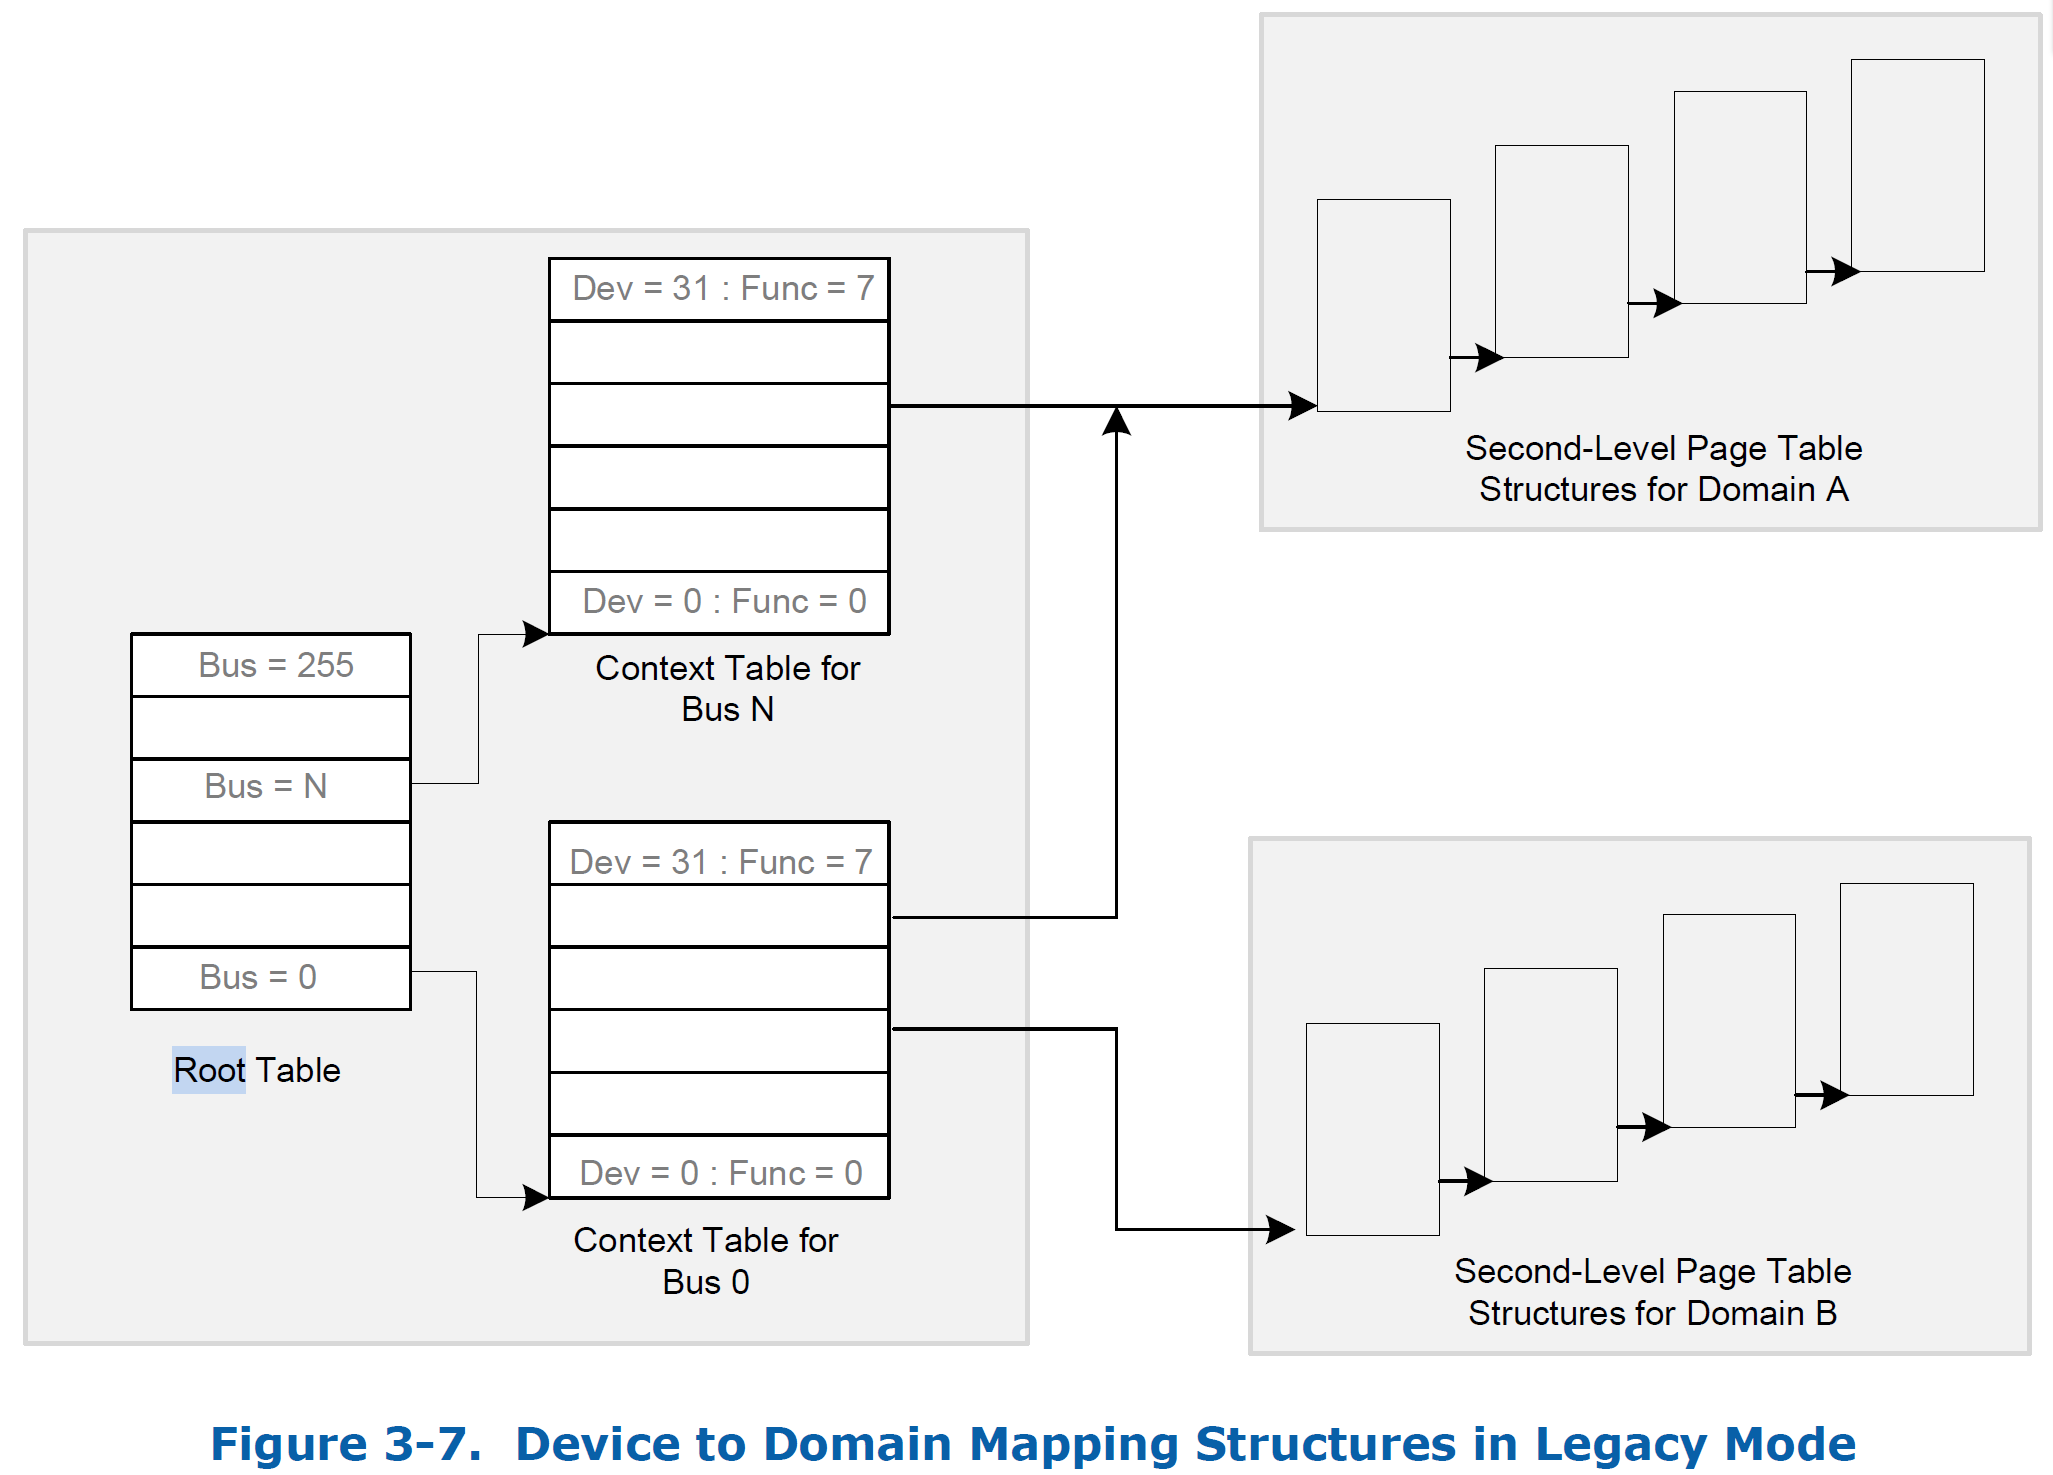 Dev = 31 : Func = 7
Dev = 0 : Func = 0
Context Table for
Bus N
Bus = 255
Bus = N
Bus = 0
Root Table
Dev = 31 : Func = 7
Dev = 0 : Func = 0
Context Table for
Bus 0
Second-Level Page Table
Structures for Domain A
Second-Level Page Table
Structures for Domain B
Figure 3-7. Device to Domain Mapping Structures in Legacy Mode